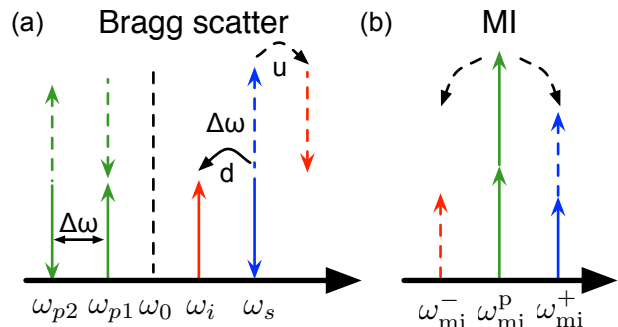 (a) Bragg scatter
u
Δω
d
Δω
ω_{p2} ω_{p1} ω_0 ω_i ω_s
(b) MI
ω_{mi}^- ω_{mi}^p ω_{mi}^+